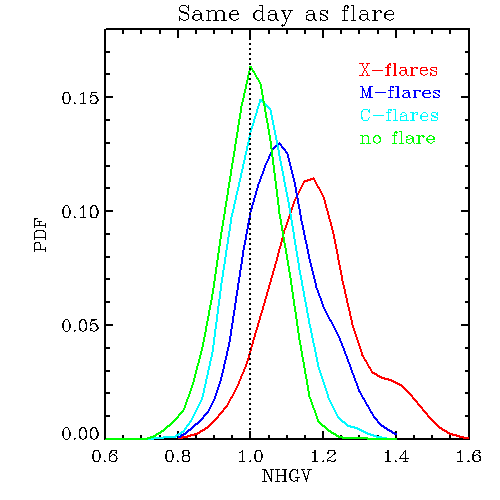 Same day as flare
X-flares
M-flares
C-flares
no flare
0.15
0.10
0.05
0.00
PDF
0.6 0.8 1.0 1.2 1.4 1.6
NHGV